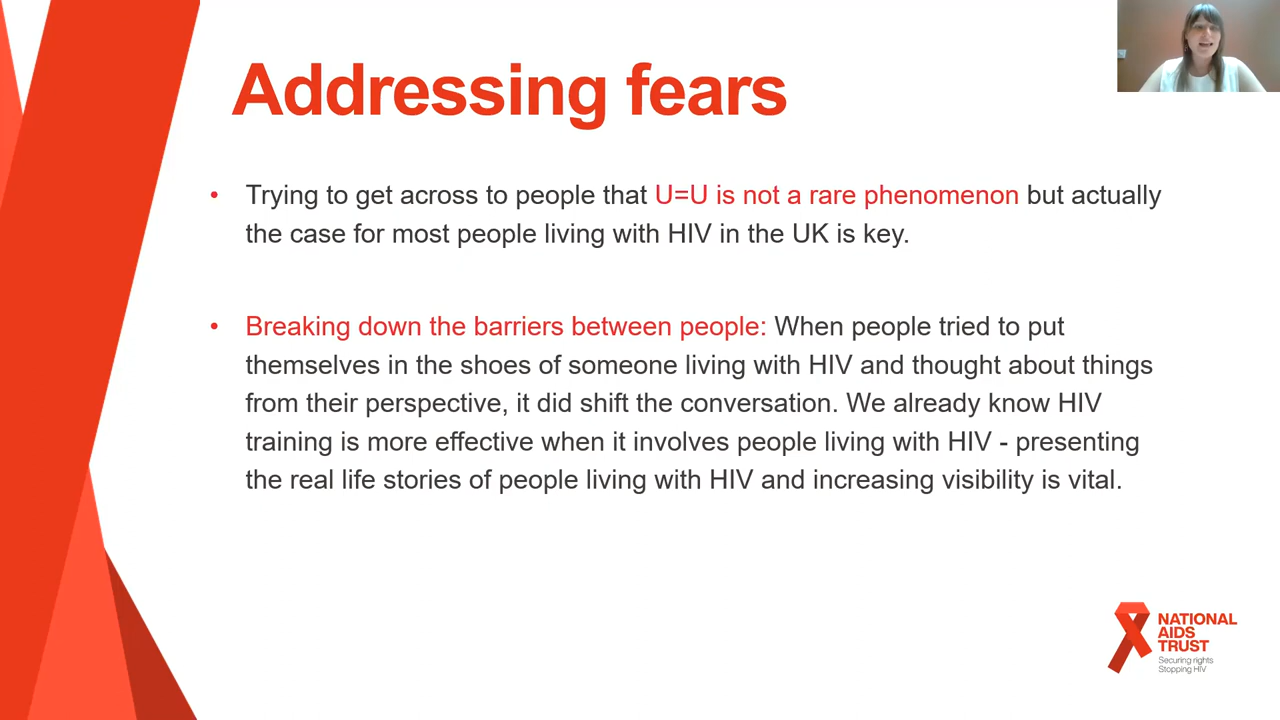 Addressing fears
• Trying to get across to people that U=U is not a rare phenomenon but actually
the case for most people living with HIV in the UK is key.
• Breaking down the barriers between people: When people tried to put
themselves in the shoes of someone living with HIV and thought about things
from their perspective, it did shift the conversation. We already know HIV
training is more effective when it involves people living with HIV - presenting
the real life stories of people living with HIV and increasing visibility is vital.
NATIONAL
AIDS
TRUST
Securing rights
Stopping HIV